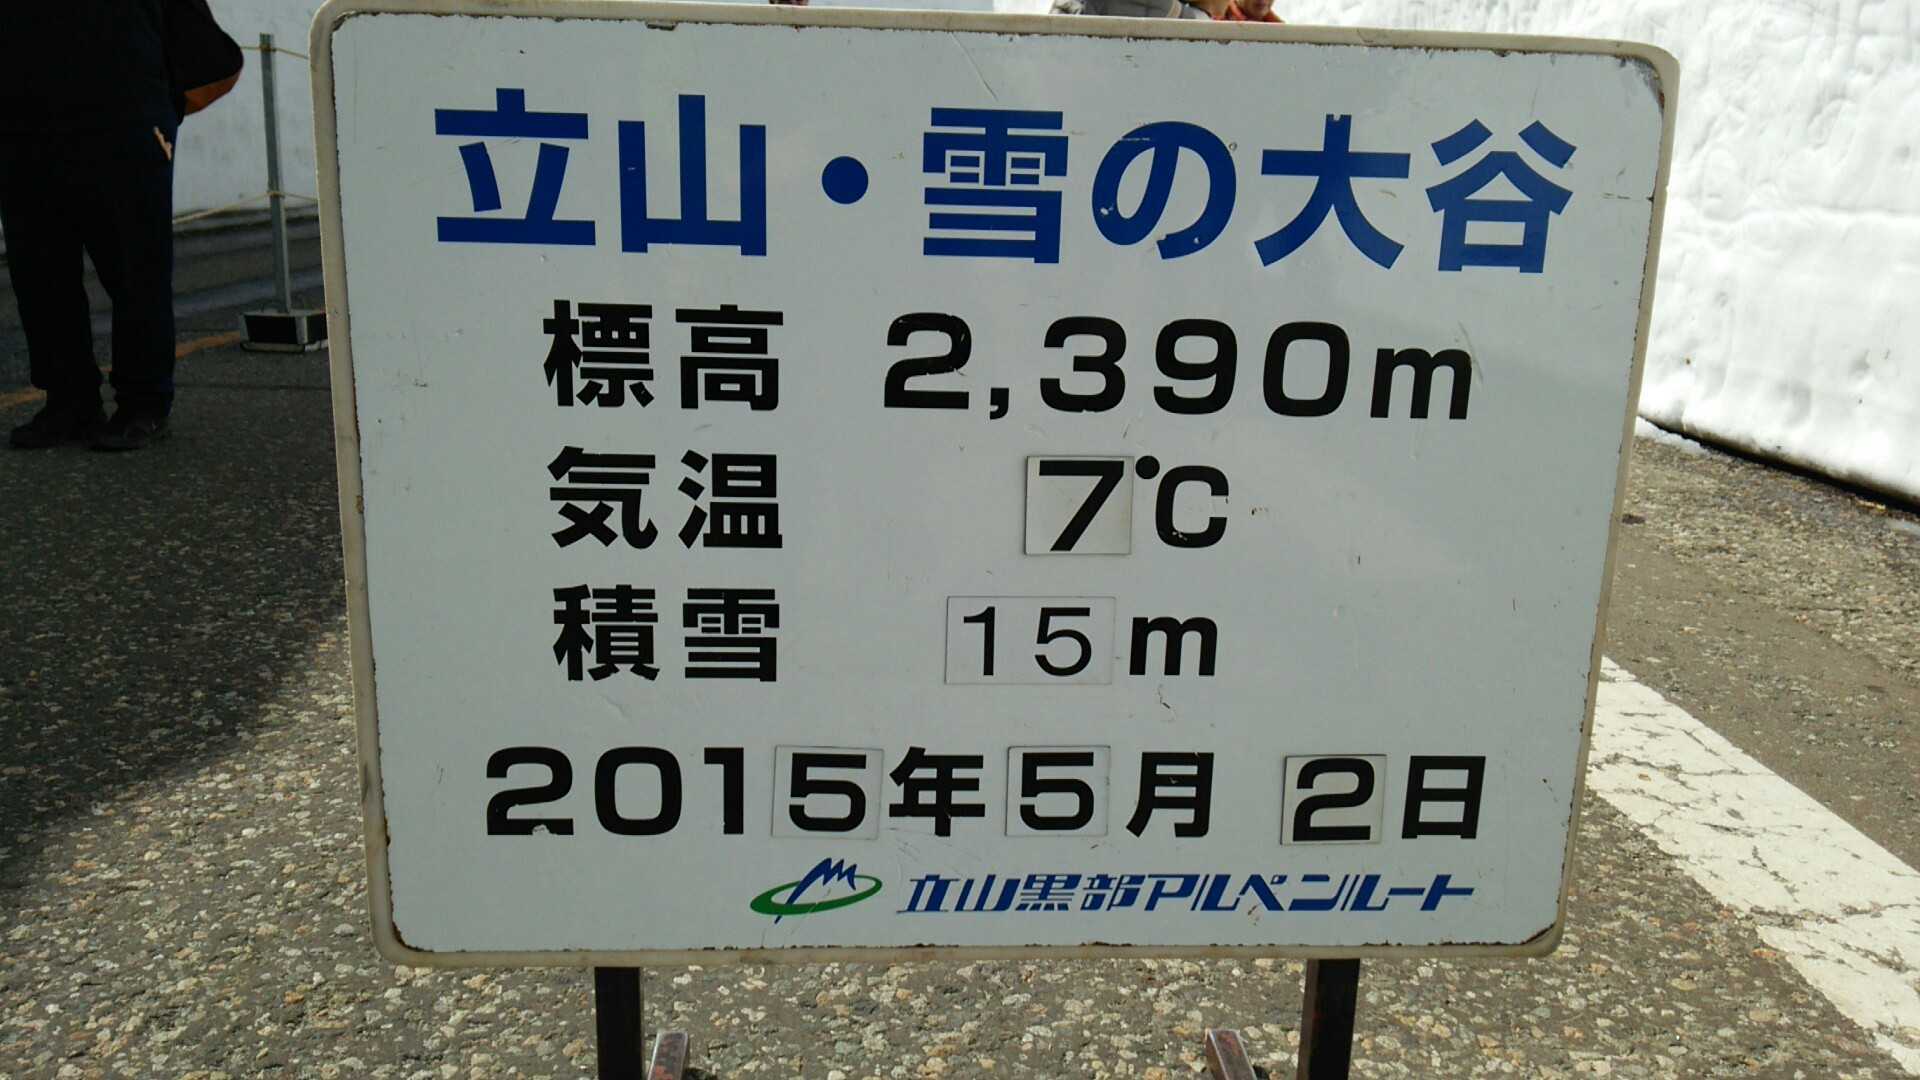 立山・雪の大谷
標高 2,390m
気温 7℃
積雪 15m
2015年5月2日
立山黒部アルペンルート